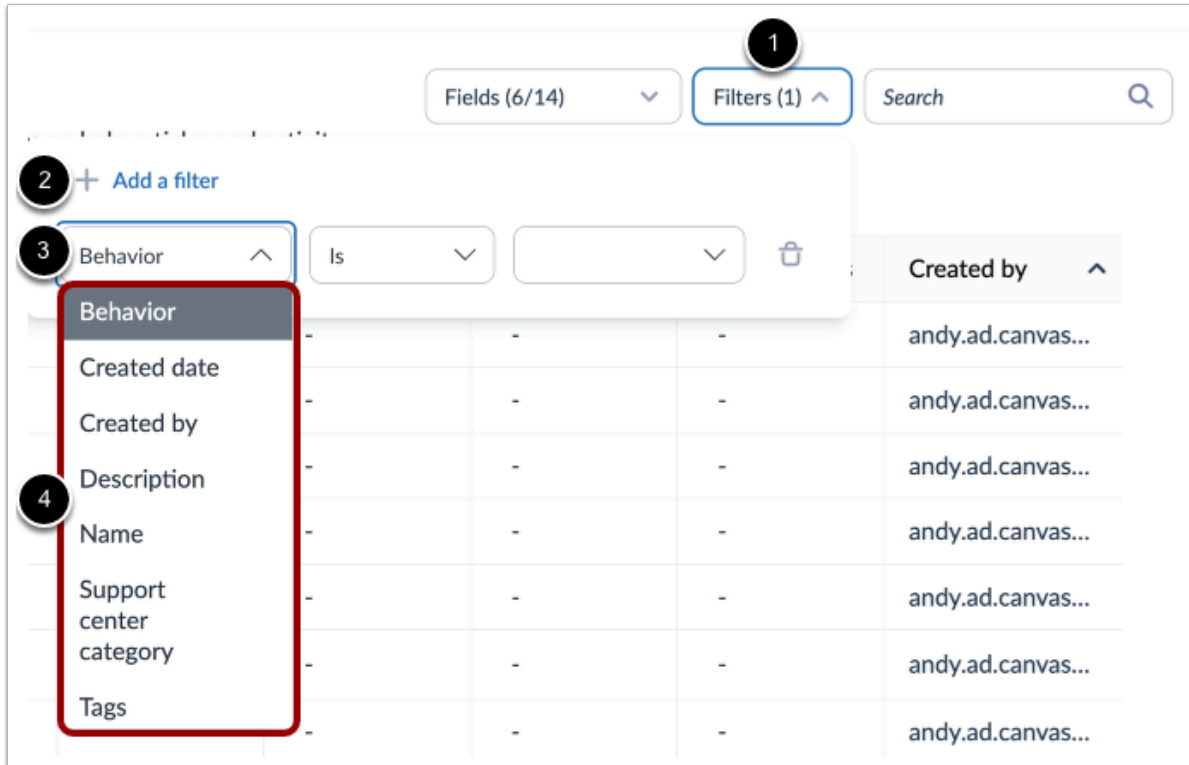 1
Fields (6/14)
Filters (1)
Search
2
+ Add a filter
3
Behavior
Is
Created by
Behavior
- - - andy.ad.canvas...
Created date
- - - andy.ad.canvas...
Created by
Description
- - - andy.ad.canvas...
4
Name
- - - andy.ad.canvas...
Support
center
category
- - - andy.ad.canvas...
- - - andy.ad.canvas...
Tags
- - - andy.ad.canvas...